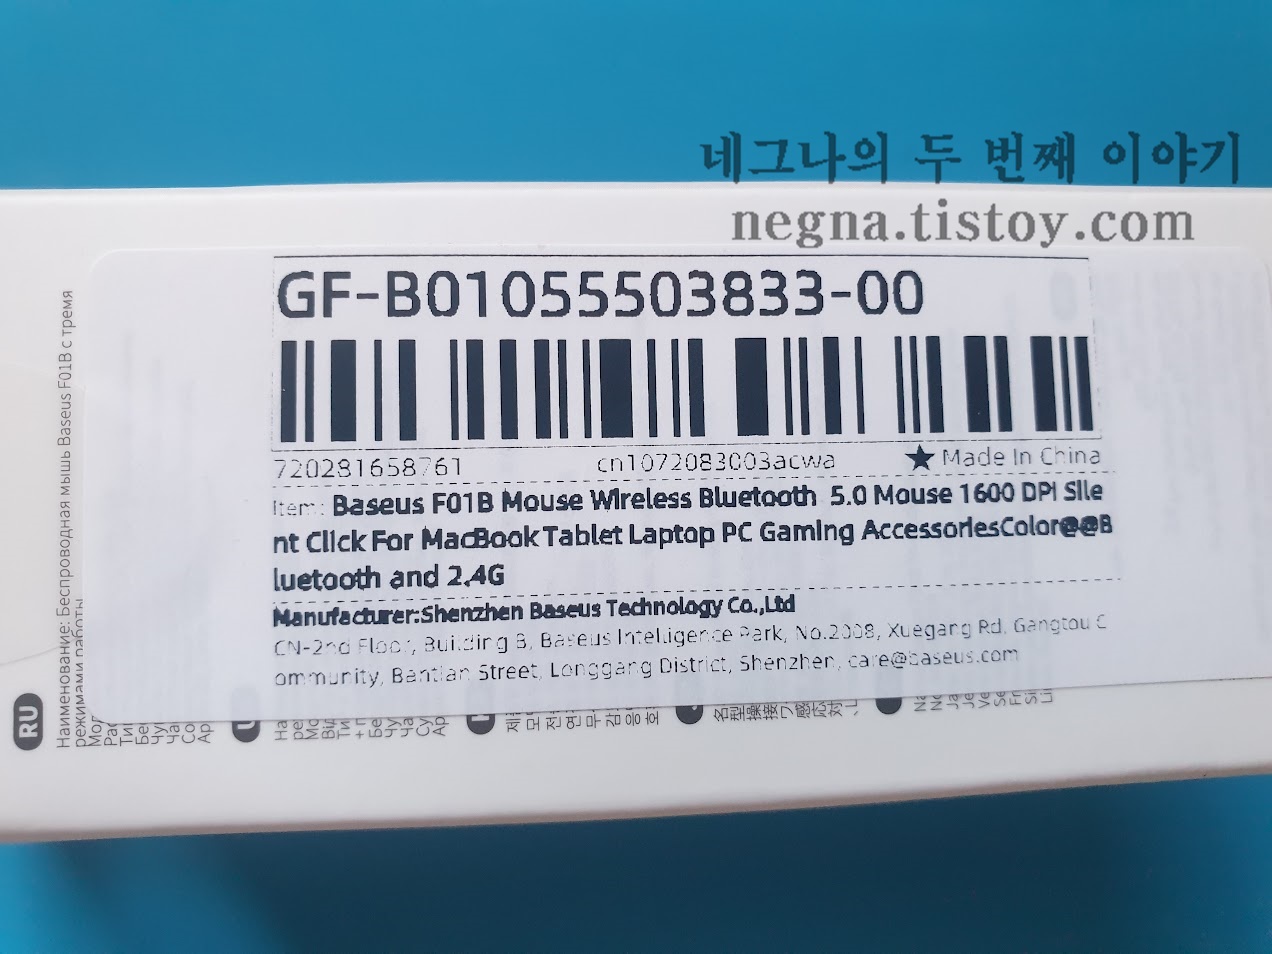 네그나의 두 번째 이야기
negna.tistoy.com
GF-B01055503833-00
720281658761 cn1072083003acwa ★ Made In China
Item: Baseus F01B Mouse Wireless Bluetooth 5.0 Mouse 1600 DPI Sile
nt Click For MacBook Tablet Laptop PC Gaming AccessoriesColor@@B
luetooth and 2.4G
Manufacturer:Shenzhen Baseus Technology Co.,Ltd
CN-2nd Floor, Building B, Baseus Intelligence Park, No.2008, Xuegang Rd, Gangtou C
ommunity, Bantian Street, Longgang District, Shenzhen, care@baseus.com
RU
Наименование: Беспроводная мышь Baseus F01B с тремя
режимами работы